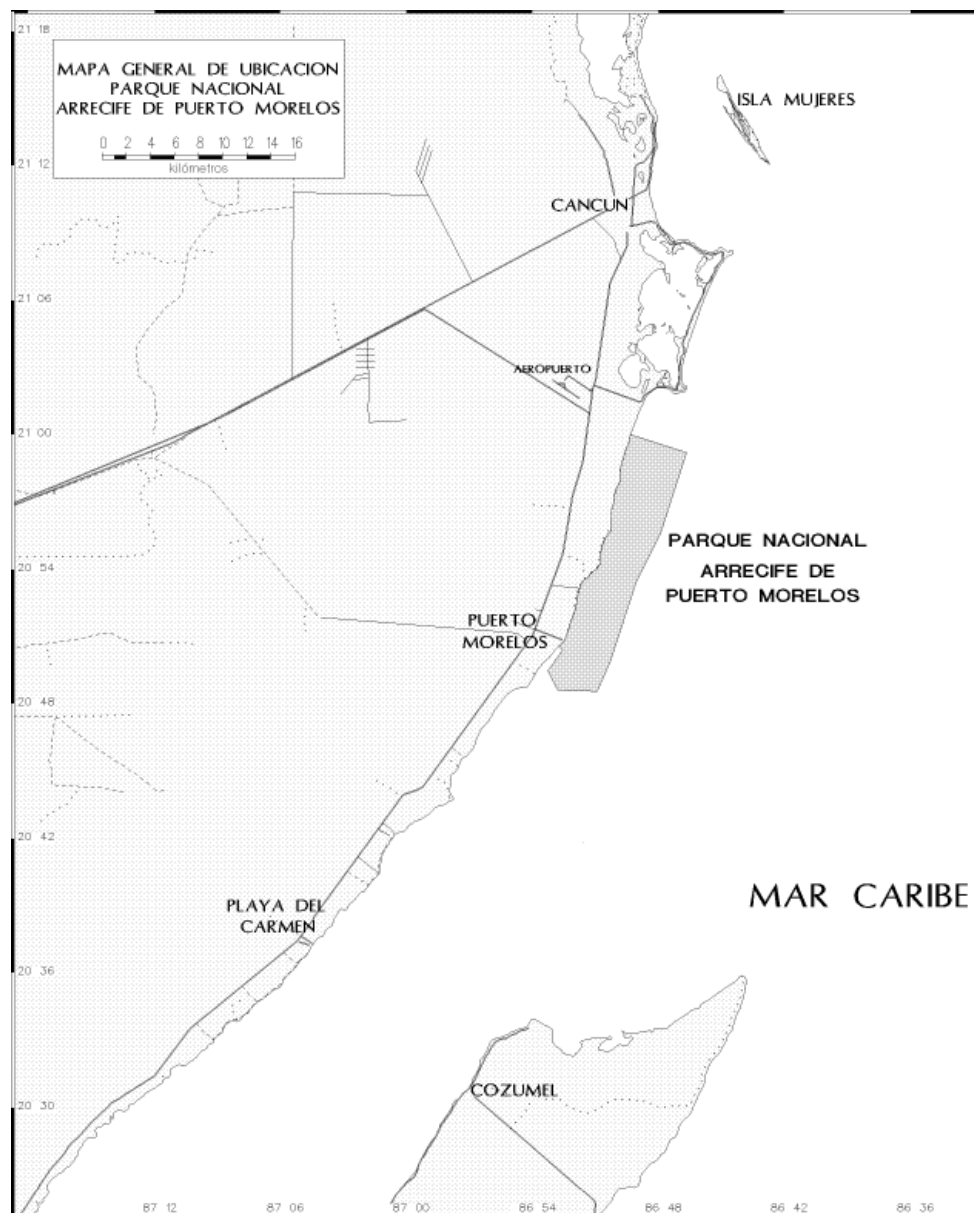 21 18
MAPA GENERAL DE UBICACION
PARQUE NACIONAL
ARRECIFE DE PUERTO MORELOS
0 2 4 6 8 10 12 14 16
kilómetros
ISLA MUJERES
21 12
CANCUN
21 06
AEROPUERTO
21 00
PARQUE NACIONAL
ARRECIFE DE
PUERTO MORELOS
20 54
PUERTO
MORELOS
20 48
20 42
MAR CARIBE
PLAYA DEL
CARMEN
20 36
COZUMEL
20 30
87 12 87 06 87 00 86 54 86 48 86 42 86 36